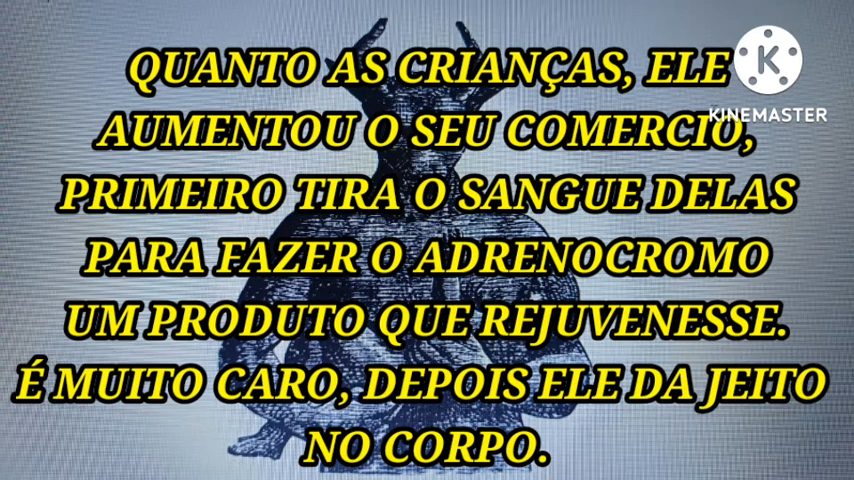 QUANTO AS CRIANÇAS, ELE
AUMENTOU O SEU COMERCIO,
PRIMEIRO TIRA O SANGUE DELAS
PARA FAZER O ADRENOCROMO
UM PRODUTO QUE REJUVENESSE.
É MUITO CARO, DEPOIS ELE DA JEITO
NO CORPO.
K
KINEMASTER